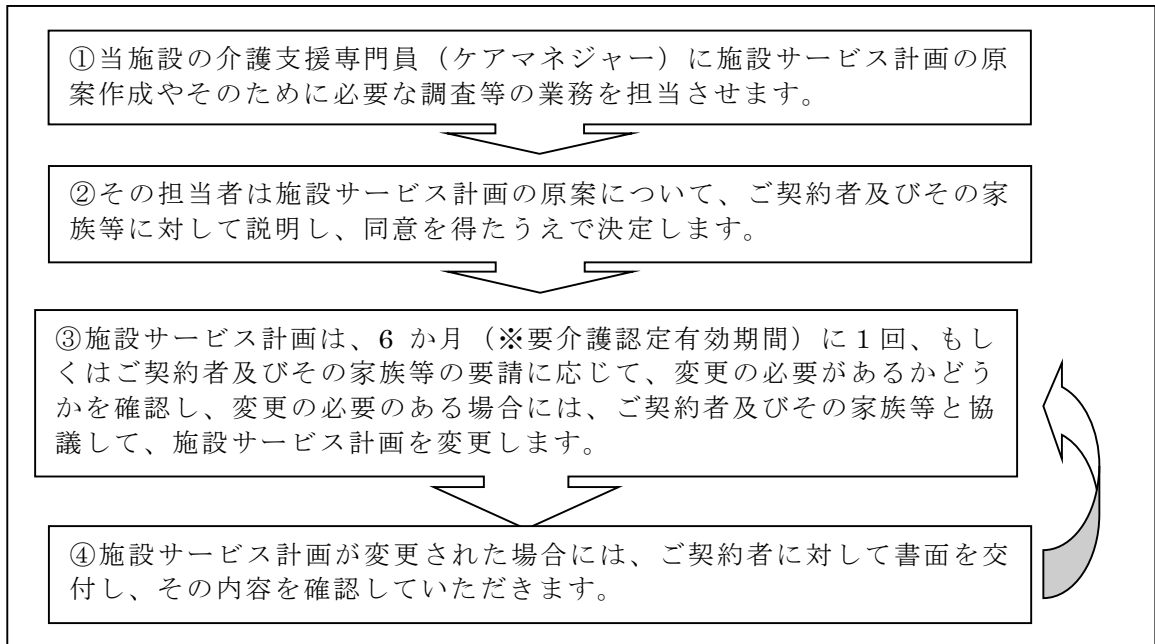 ①当施設の介護支援専門員（ケアマネジャー）に施設サービス計画の原
案作成やそのために必要な調査等の業務を担当させます。
②その担当者は施設サービス計画の原案について、ご契約者及びその家
族等に対して説明し、同意を得たうえで決定します。
③施設サービス計画は、6 か月（※要介護認定有効期間）に１回、もし
くはご契約者及びその家族等の要請に応じて、変更の必要があるかどう
かを確認し、変更の必要のある場合には、ご契約者及びその家族等と協
議して、施設サービス計画を変更します。
④施設サービス計画が変更された場合には、ご契約者に対して書面を交
付し、その内容を確認していただきます。